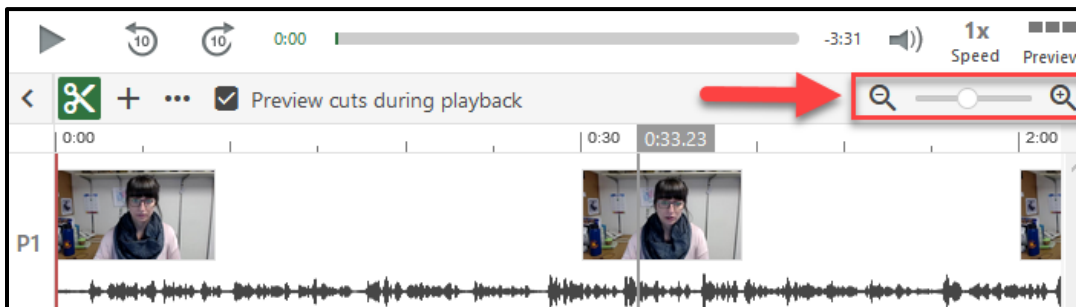 10 10 0:00 -3:31 1x
Speed Preview
Preview cuts during playback
0:00 0:30 0:33.23 2:00
P1